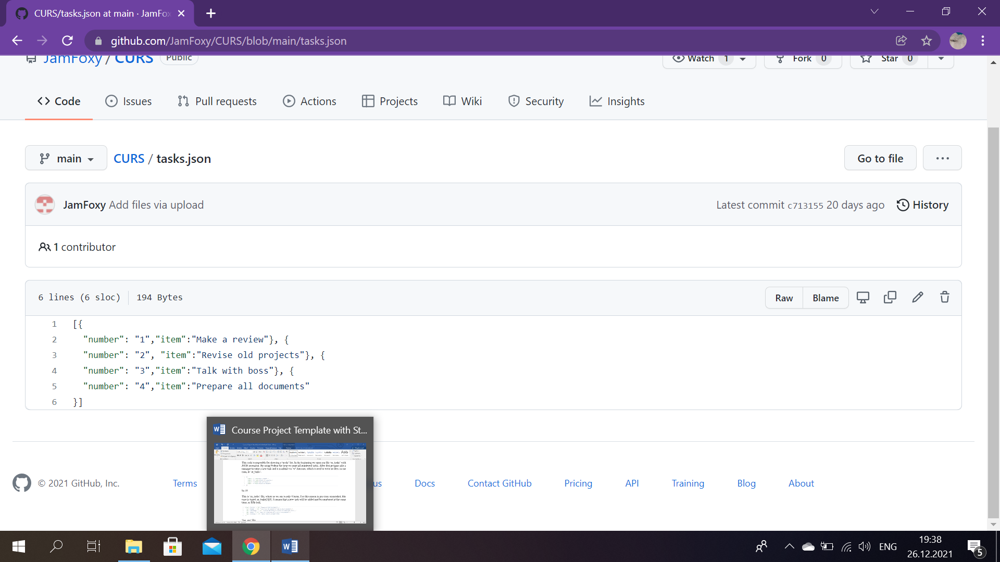 CURS/tasks.json at main · JamFox
github.com/JamFoxy/CURS/blob/main/tasks.json
JamFoxy / CURS Public
Watch 1
Fork 0
Star 0
Code
Issues
Pull requests
Actions
Projects
Wiki
Security
Insights
main
CURS / tasks.json
Go to file
JamFoxy Add files via upload
Latest commit c713155 20 days ago
History
1 contributor
6 lines (6 sloc)
194 Bytes
Raw
Blame
1 [{
2 "number": "1","item":"Make a review"}, {
3 "number": "2", "item":"Revise old projects"}, {
4 "number": "3","item":"Talk with boss"}, {
5 "number": "4","item":"Prepare all documents"
6 }]
Course Project Template with St...
© 2021 GitHub, Inc.
Terms
us
Docs
Contact GitHub
Pricing
API
Training
Blog
About
ENG
19:38
26.12.2021
5